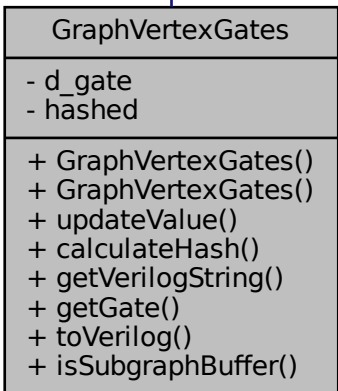 GraphVertexGates
- d_gate
- hashed
+ GraphVertexGates()
+ GraphVertexGates()
+ updateValue()
+ calculateHash()
+ getVerilogString()
+ getGate()
+ toVerilog()
+ isSubgraphBuffer()